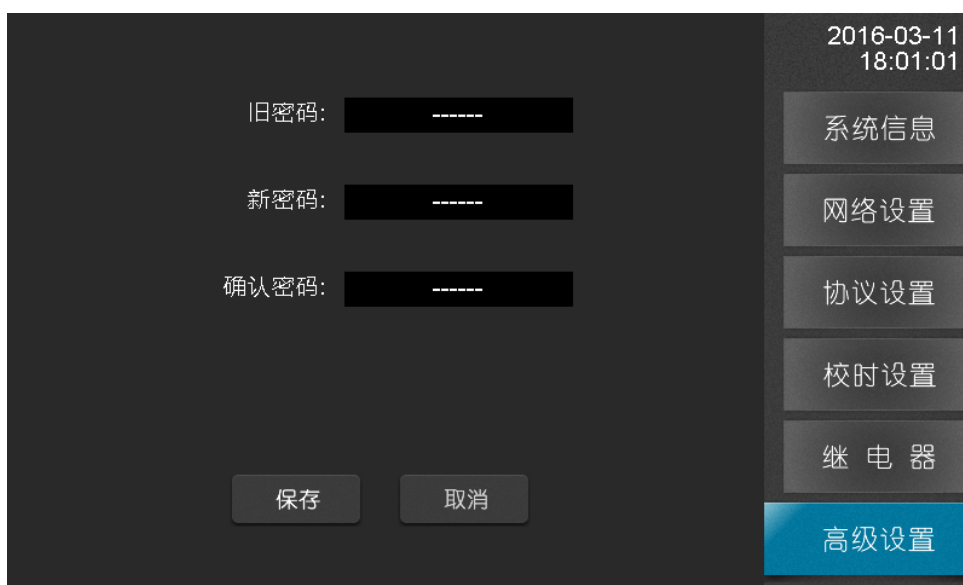 2016-03-11
18:01:01
旧密码: ------
新密码: ------
确认密码: ------
保存 取消
系统信息
网络设置
协议设置
校时设置
继 电 器
高级设置